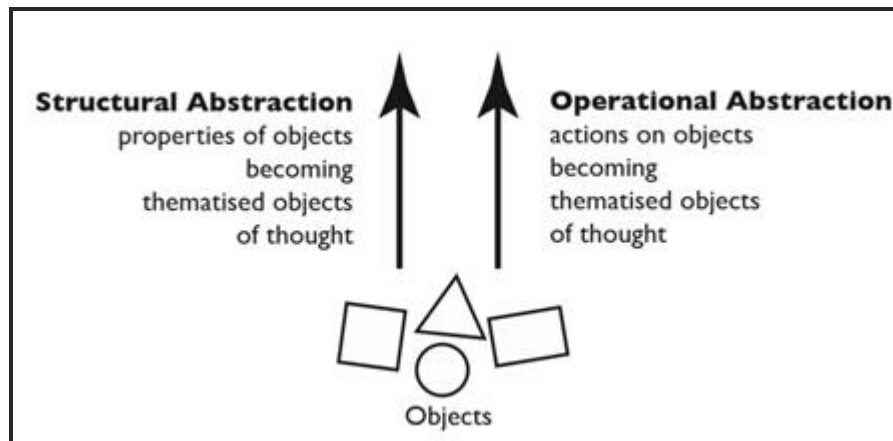 Structural Abstraction
properties of objects
becoming
thematised objects
of thought
Operational Abstraction
actions on objects
becoming
thematised objects
of thought
Objects